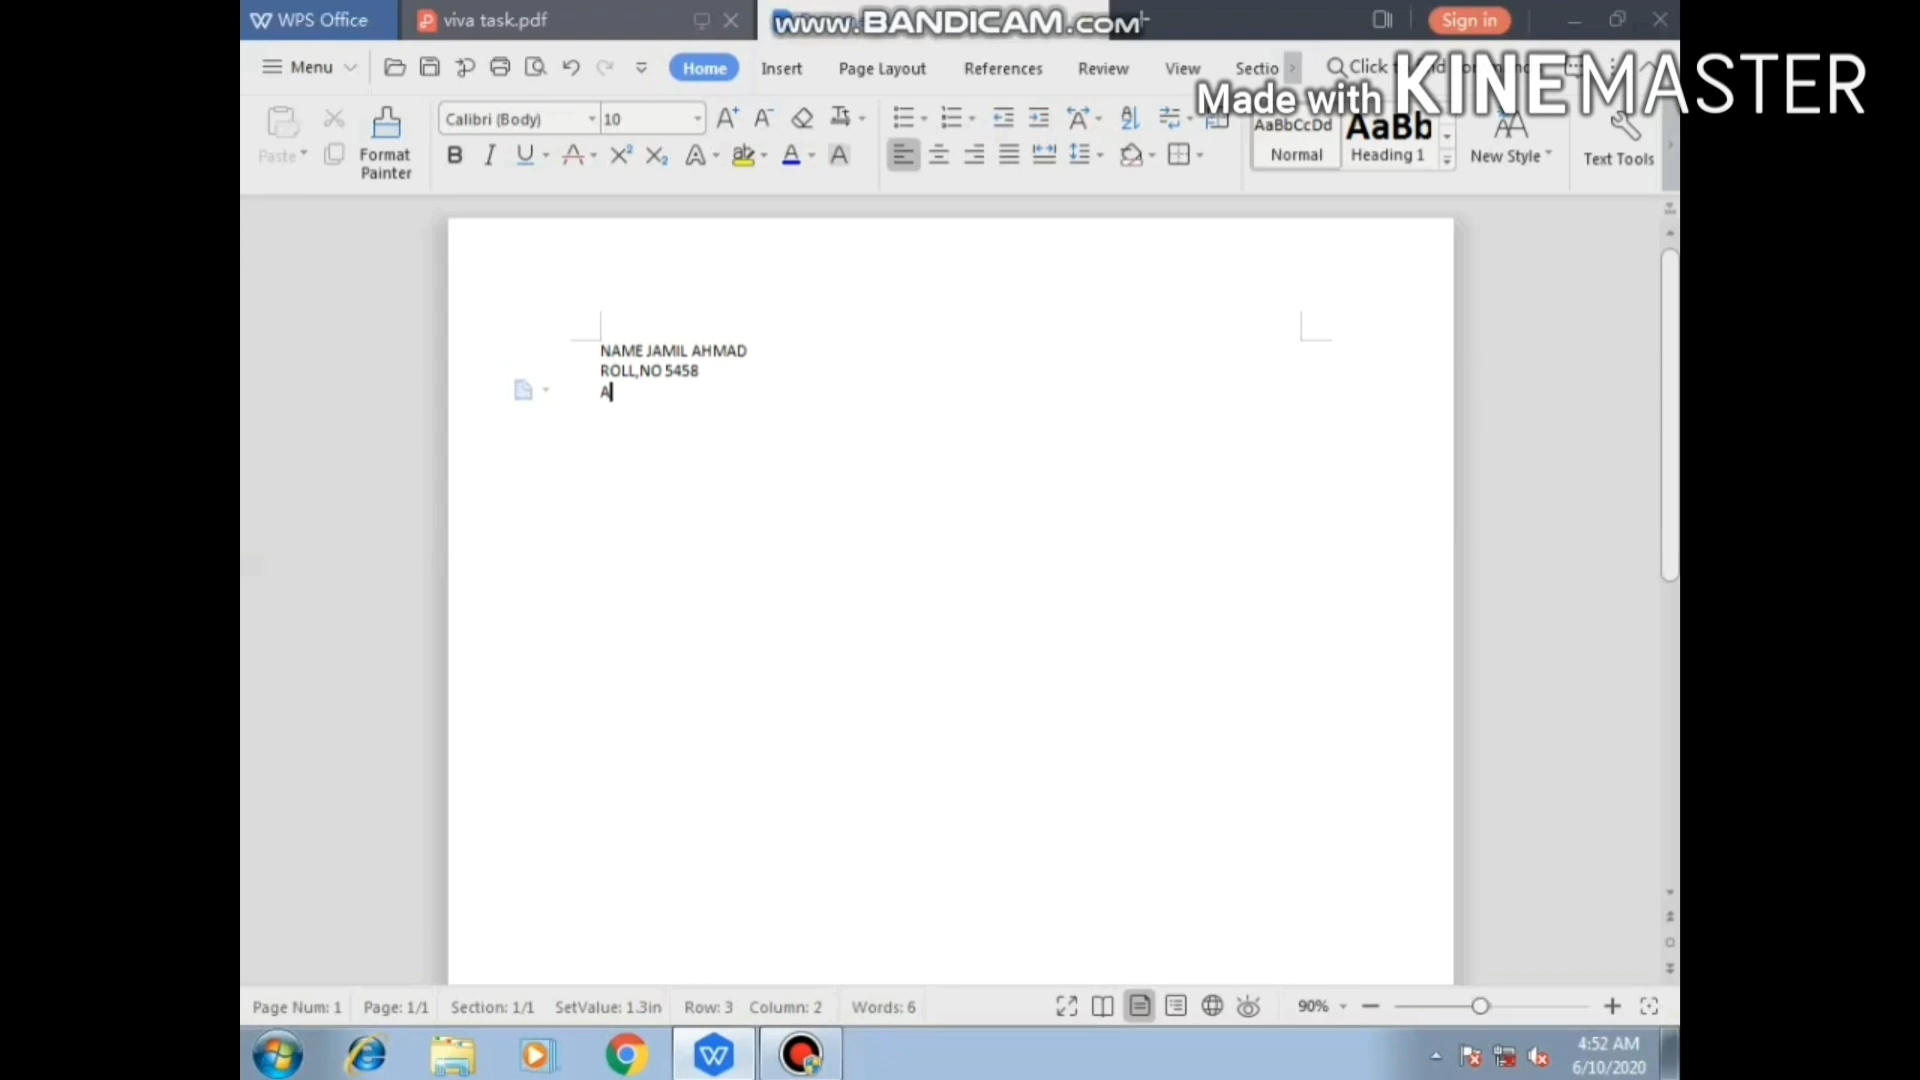 WPS Office
viva task.pdf
www.BANDICAM.com
Sign in
Menu
Home
Insert
Page Layout
References
Review
View
Sectio
Click
Made with KINEMASTER
Paste
Format
Painter
Calibri (Body)
10
AaBbCcDd
Normal
AaBb
Heading 1
New Style
Text Tools
NAME JAMIL AHMAD
ROLL,NO 5458
A
Page Num: 1
Page: 1/1
Section: 1/1
SetValue: 1.3in
Row: 3
Column: 2
Words: 6
90%
4:52 AM
6/10/2020